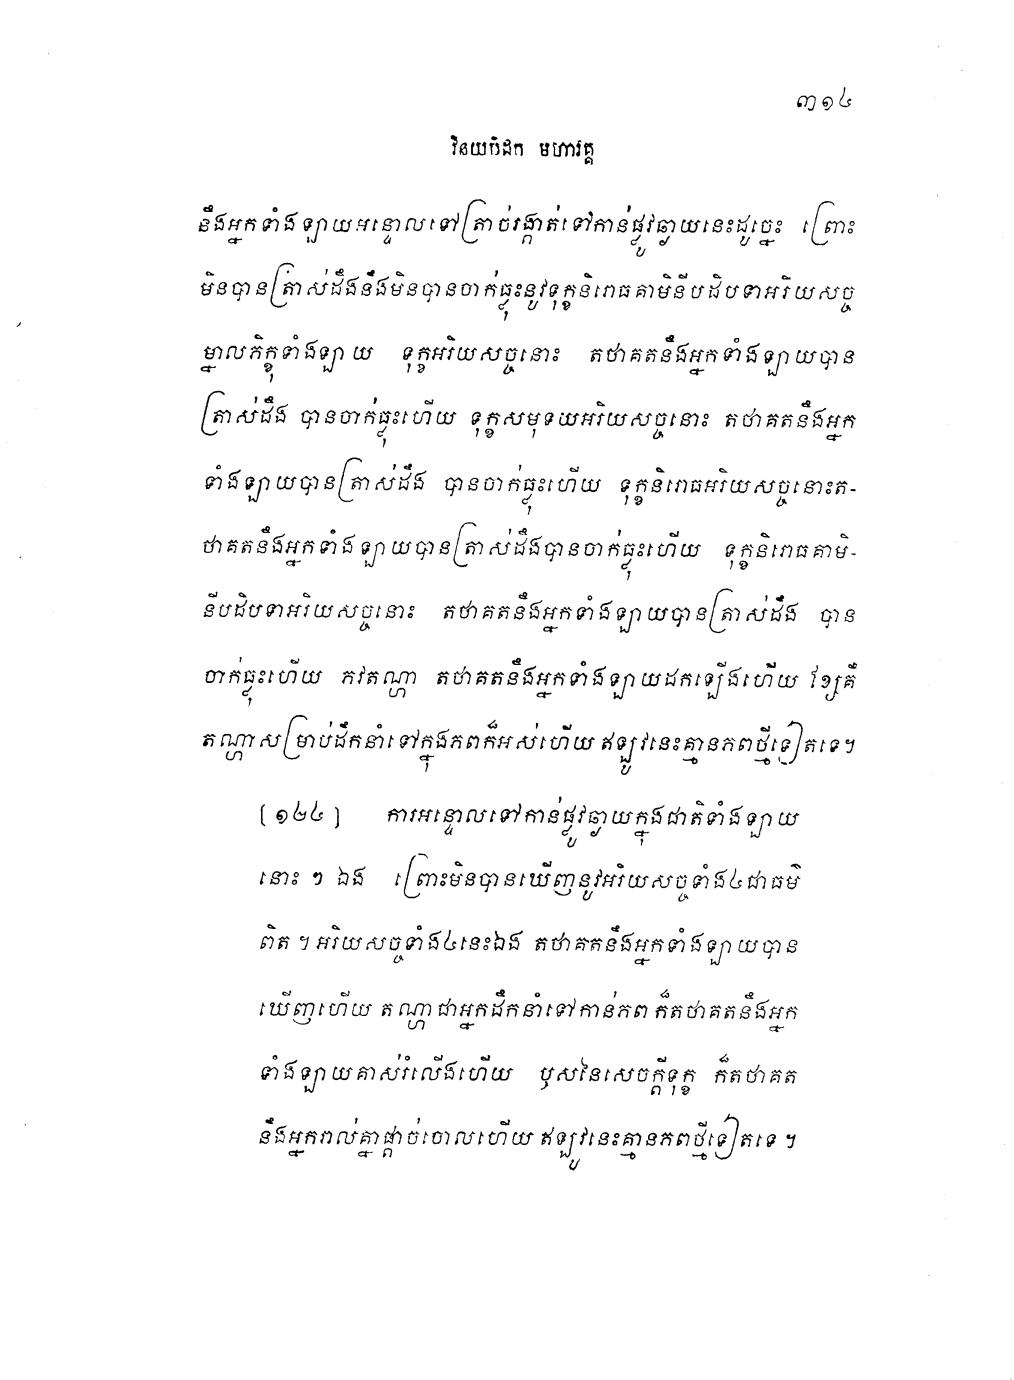 ៣១៤
វិនយបិដក មហាវគ្គ
នឹងអ្នកទាំងឡាយអន្ទោលទៅត្រាច់រង្គាត់ទៅកាន់ផ្លូវឆ្ងាយនេះដូច្នេះ ព្រោះ
មិនបានត្រាស់ដឹងនឹងមិនបានចាក់ធ្លុះនូវទុក្ខនិរោធគាមិនីបដិបទាអរិយសច្ច
ម្នាលភិក្ខុទាំងឡាយ ទុក្ខអរិយសច្ចនោះ តថាគតនឹងអ្នកទាំងឡាយបាន
ត្រាស់ដឹង បានចាក់ធ្លុះហើយ ទុក្ខសមុទយអរិយសច្ចនោះ តថាគតនឹងអ្នក
ទាំងឡាយបានត្រាស់ដឹង បានចាក់ធ្លុះហើយ ទុក្ខនិរោធអរិយសច្ចនោះត-
ថាគតនឹងអ្នកទាំងឡាយបានត្រាស់ដឹងបានចាក់ធ្លុះហើយ ទុក្ខនិរោធគាមិ-
នីបដិបទាអរិយសច្ចនោះ តថាគតនឹងអ្នកទាំងឡាយបានត្រាស់ដឹង បាន
ចាក់ធ្លុះហើយ ភវតណ្ហា តថាគតនឹងអ្នកទាំងឡាយដកឡើងហើយ ខ្សែគឺ
តណ្ហាសម្រាប់ដឹកនាំទៅក្នុងភពក៏អស់ហើយ ឥឡូវនេះគ្មានភពថ្មីទៀតទេ។
[១២៤] ការអន្ទោលទៅកាន់ផ្លូវឆ្ងាយក្នុងជាតិទាំងឡាយ
នោះ ៗ ឯង ព្រោះមិនបានឃើញនូវអរិយសច្ចទាំង៤ជាធម៌
ពិត ។ អរិយសច្ចទាំង៤នេះឯង តថាគតនឹងអ្នកទាំងឡាយបាន
ឃើញហើយ តណ្ហាជាអ្នកដឹកនាំទៅកាន់ភព ក៏តថាគតនឹងអ្នក
ទាំងឡាយគាស់រំលើងហើយ ឫសនៃសេចក្តីទុក្ខ ក៏តថាគត
នឹងអ្នករាល់គ្នាផ្តាច់ចោលហើយ ឥឡូវនេះគ្មានភពថ្មីទៀតទេ ។